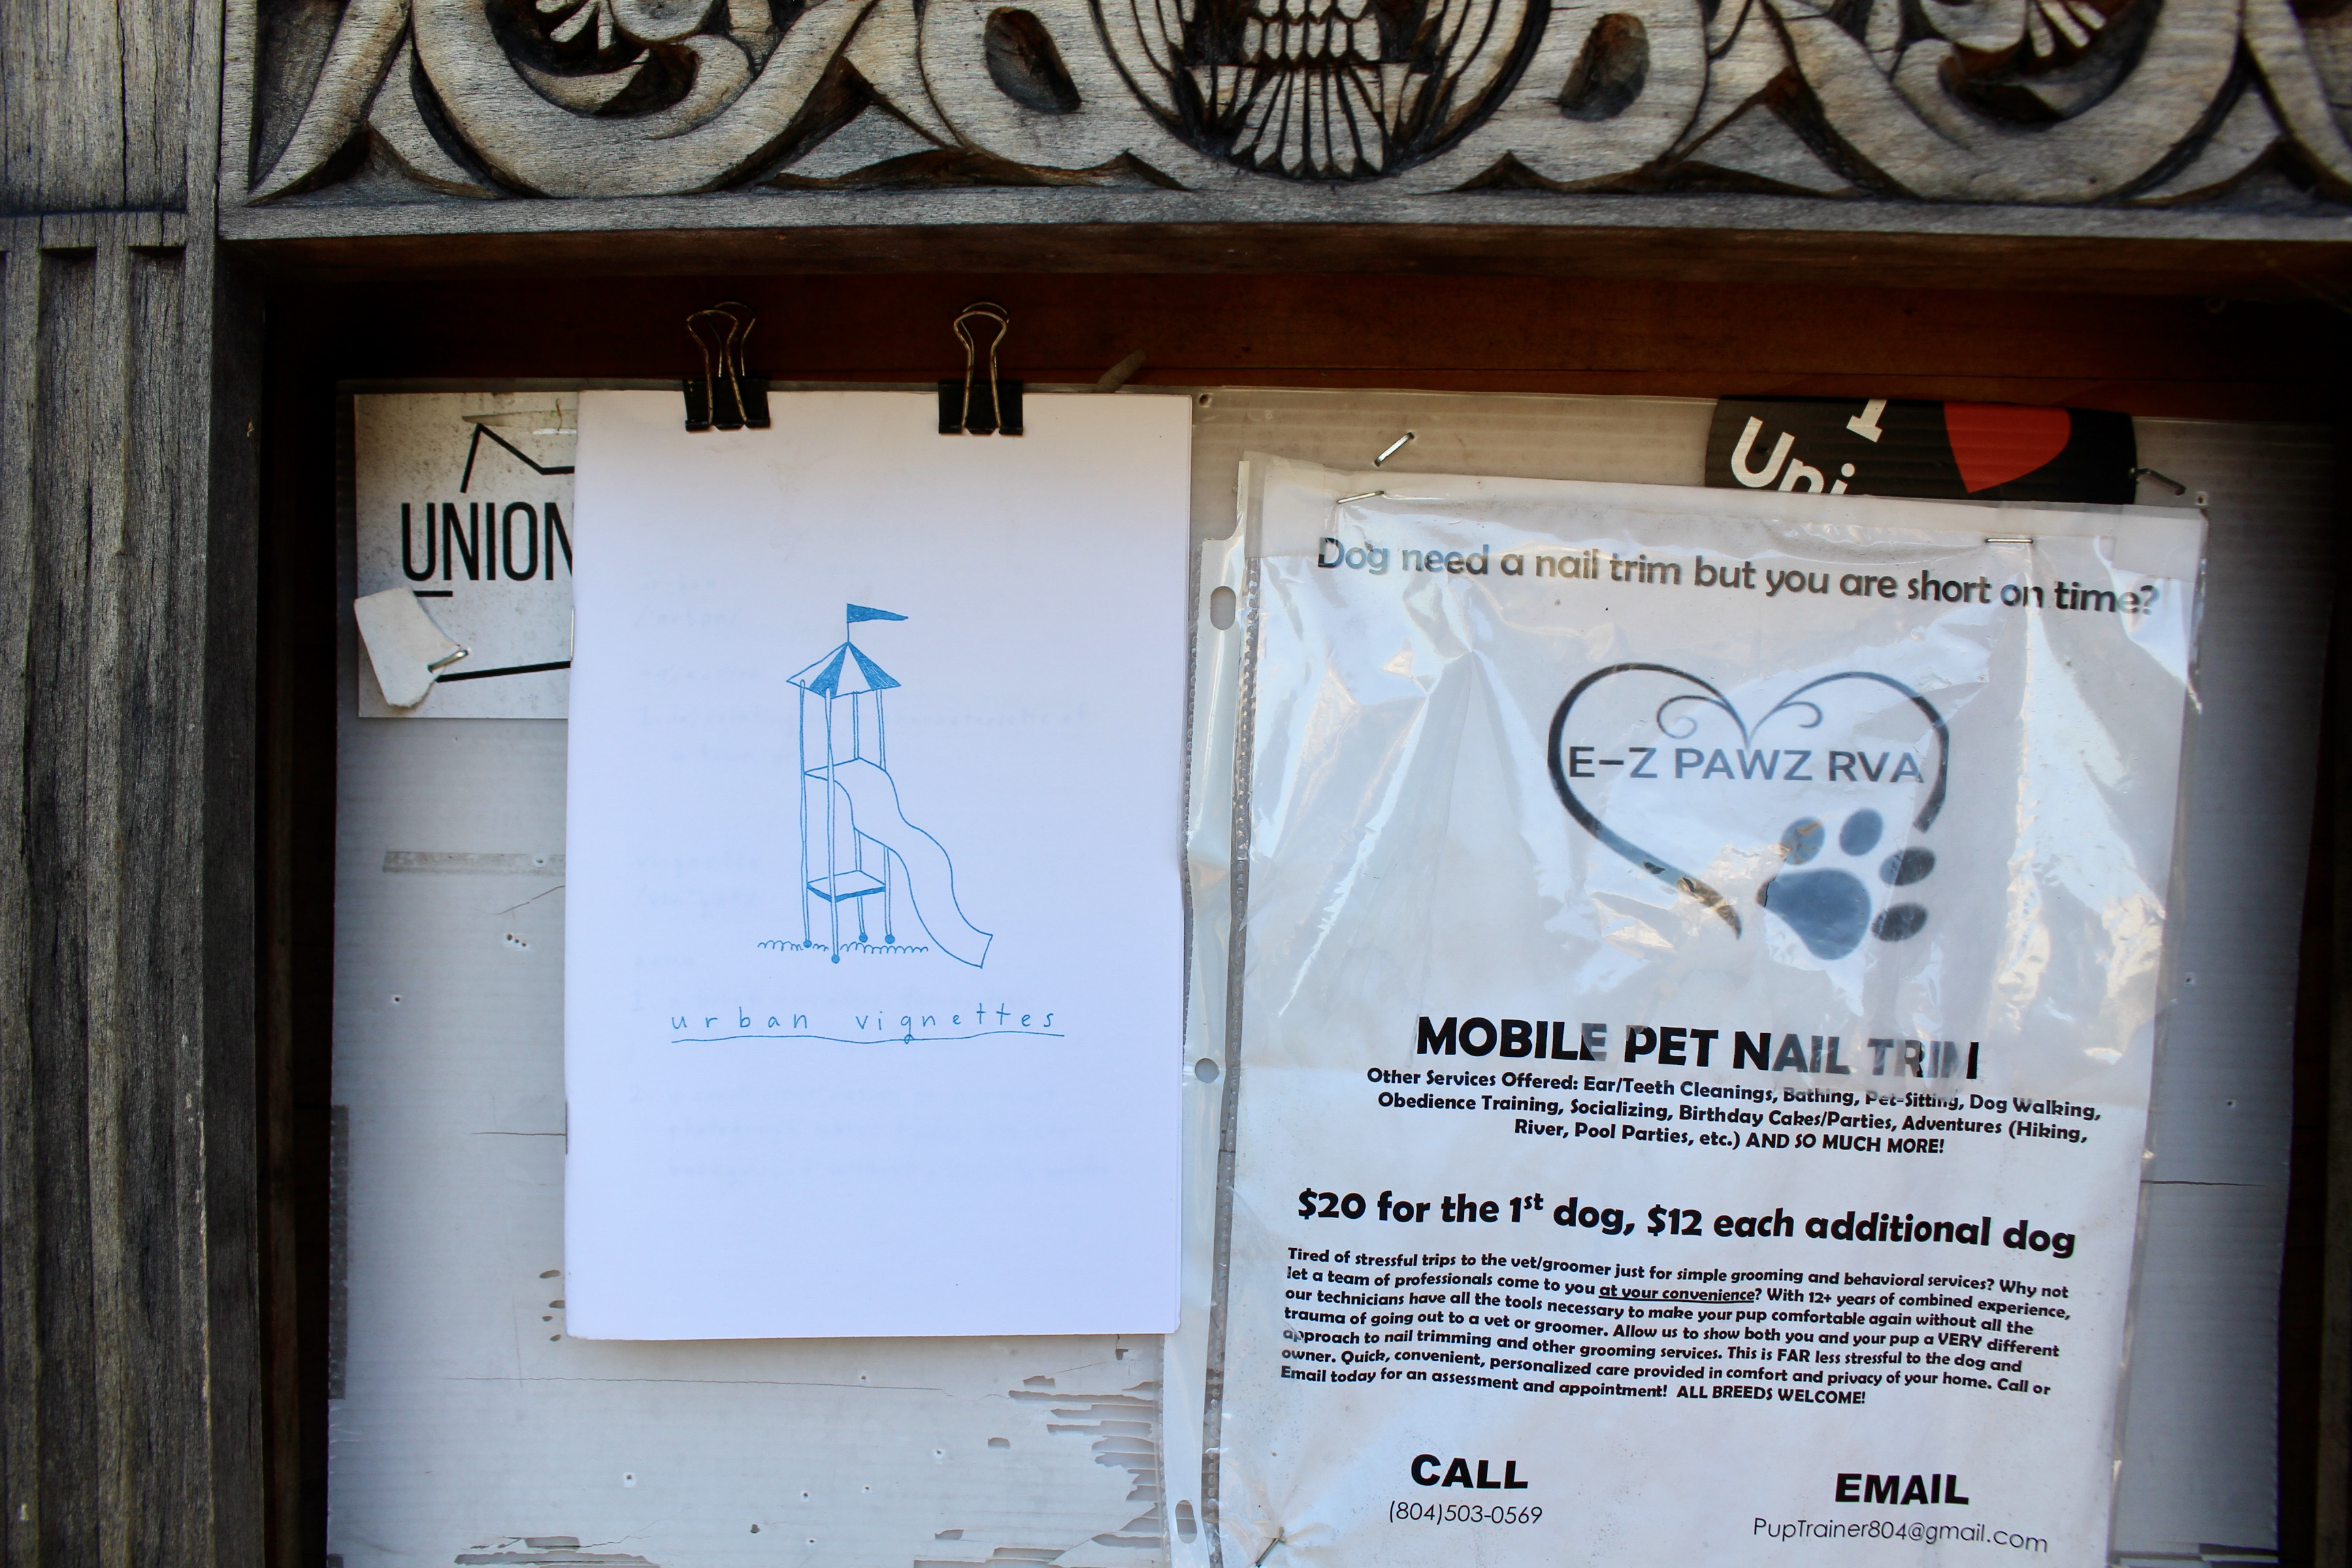 UNION
urban vignettes
I
Uni
Dog need a nail trim but you are short on time?
E-Z PAWZ RVA
MOBILE PET NAIL TRIM
Other Services Offered: Ear/Teeth Cleanings, Bathing, Pet-Sitting, Dog Walking,
Obedience Training, Socializing, Birthday Cakes/Parties, Adventures (Hiking,
River, Pool Parties, etc.) AND SO MUCH MORE!
$20 for the 1st dog, $12 each additional dog
Tired of stressful trips to the vet/groomer just for simple grooming and behavioral services? Why not
let a team of professionals come to you at your convenience? With 12+ years of combined experience,
our technicians have all the tools necessary to make your pup comfortable again without all the
trauma of going out to a vet or groomer. Allow us to show both you and your pup a VERY different
approach to nail trimming and other grooming services. This is FAR less stressful to the dog and
owner. Quick, convenient, personalized care provided in comfort and privacy of your home. Call or
Email today for an assessment and appointment! ALL BREEDS WELCOME!
CALL
(804)503-0569
EMAIL
PupTrainer804@gmail.com